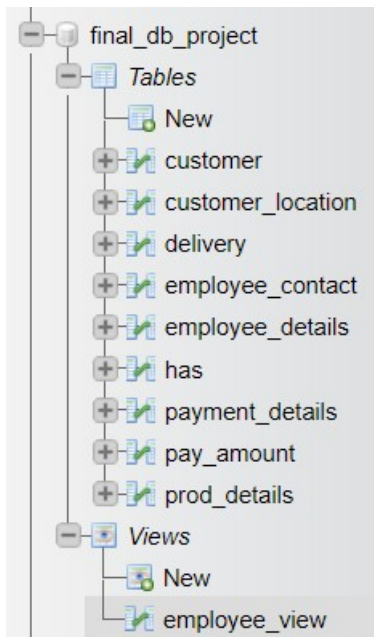 final_db_project
Tables
New
customer
customer_location
delivery
employee_contact
employee_details
has
payment_details
pay_amount
prod_details
Views
New
employee_view